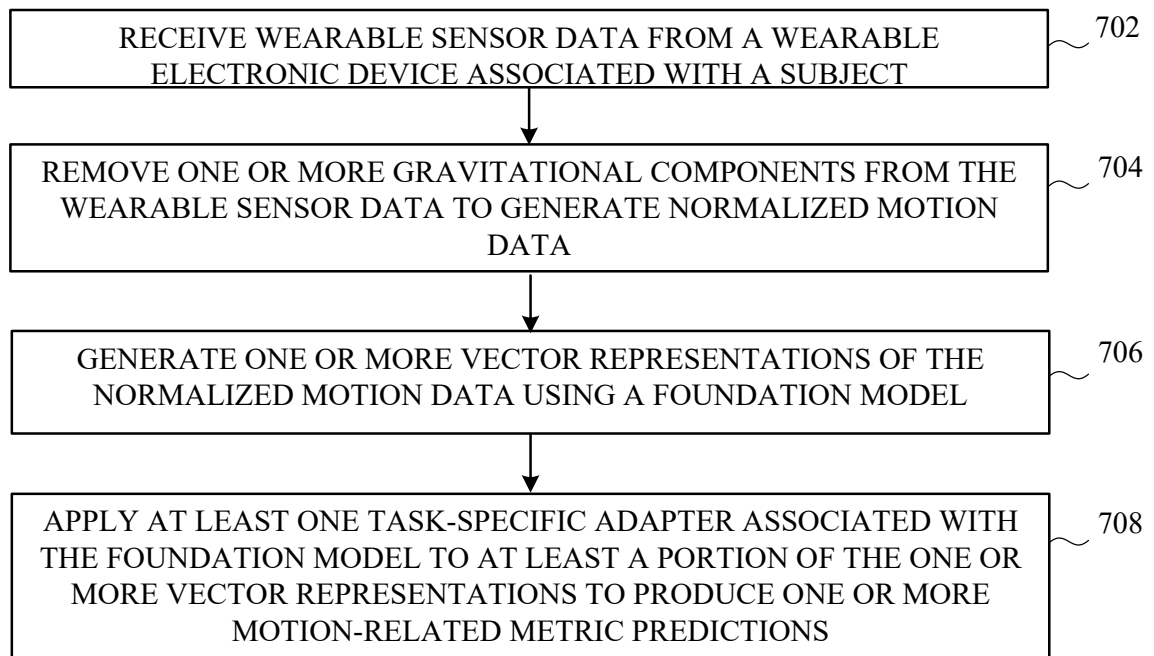 RECEIVE WEARABLE SENSOR DATA FROM A WEARABLE
ELECTRONIC DEVICE ASSOCIATED WITH A SUBJECT
702
REMOVE ONE OR MORE GRAVITATIONAL COMPONENTS FROM THE
WEARABLE SENSOR DATA TO GENERATE NORMALIZED MOTION
DATA
704
GENERATE ONE OR MORE VECTOR REPRESENTATIONS OF THE
NORMALIZED MOTION DATA USING A FOUNDATION MODEL
706
APPLY AT LEAST ONE TASK-SPECIFIC ADAPTER ASSOCIATED WITH
THE FOUNDATION MODEL TO AT LEAST A PORTION OF THE ONE OR
MORE VECTOR REPRESENTATIONS TO PRODUCE ONE OR MORE
MOTION-RELATED METRIC PREDICTIONS
708